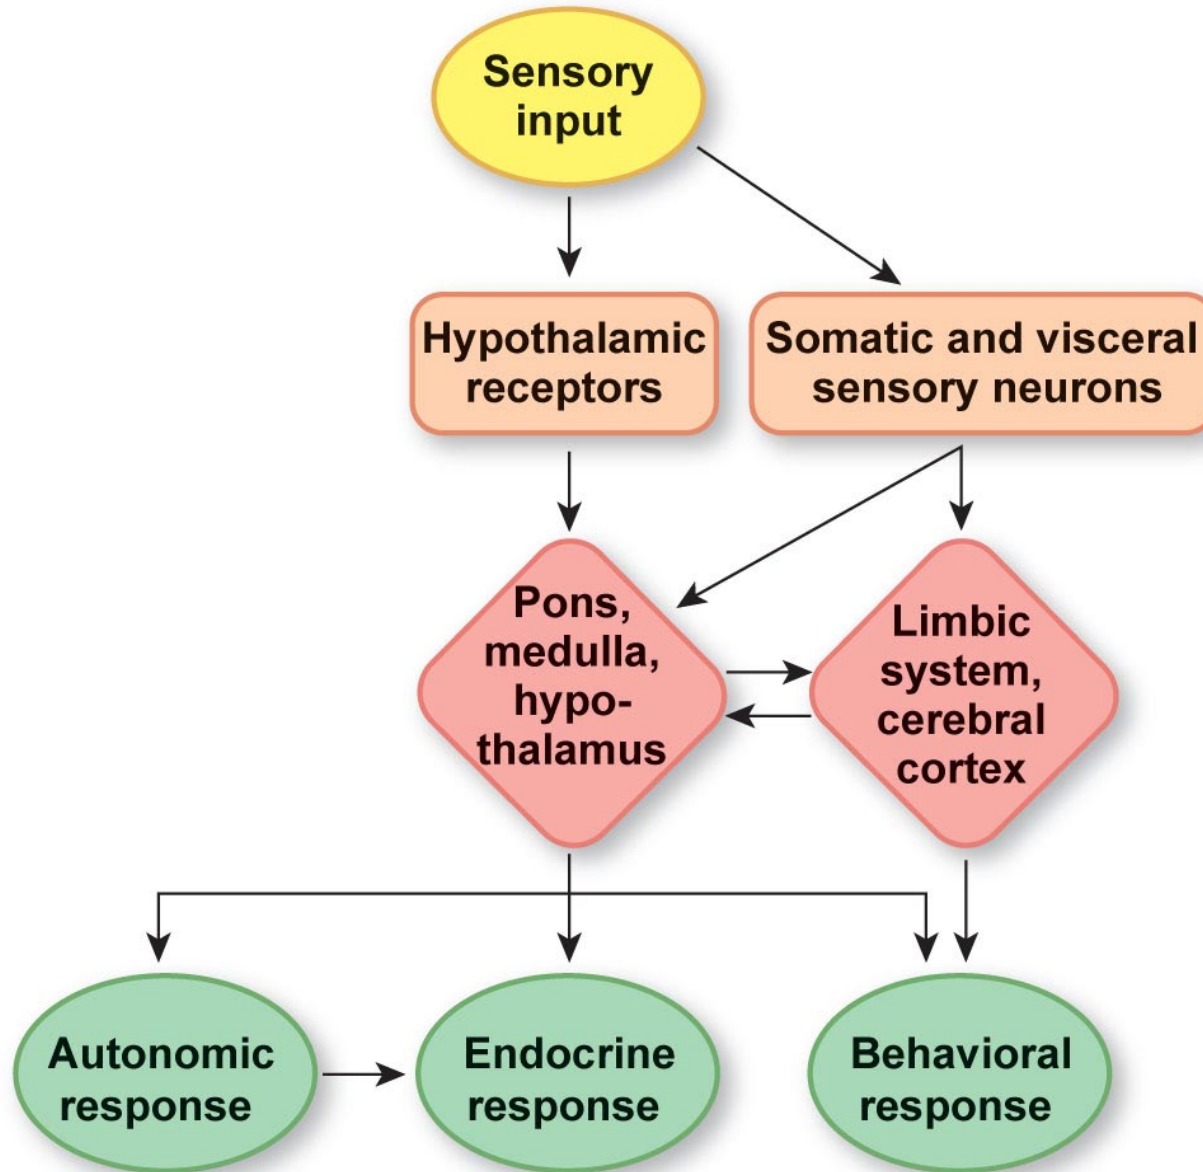 Sensory
input
Hypothalamic
receptors
Somatic and visceral
sensory neurons
Pons,
medulla,
hypo-
thalamus
Limbic
system,
cerebral
cortex
Autonomic
response
Endocrine
response
Behavioral
response